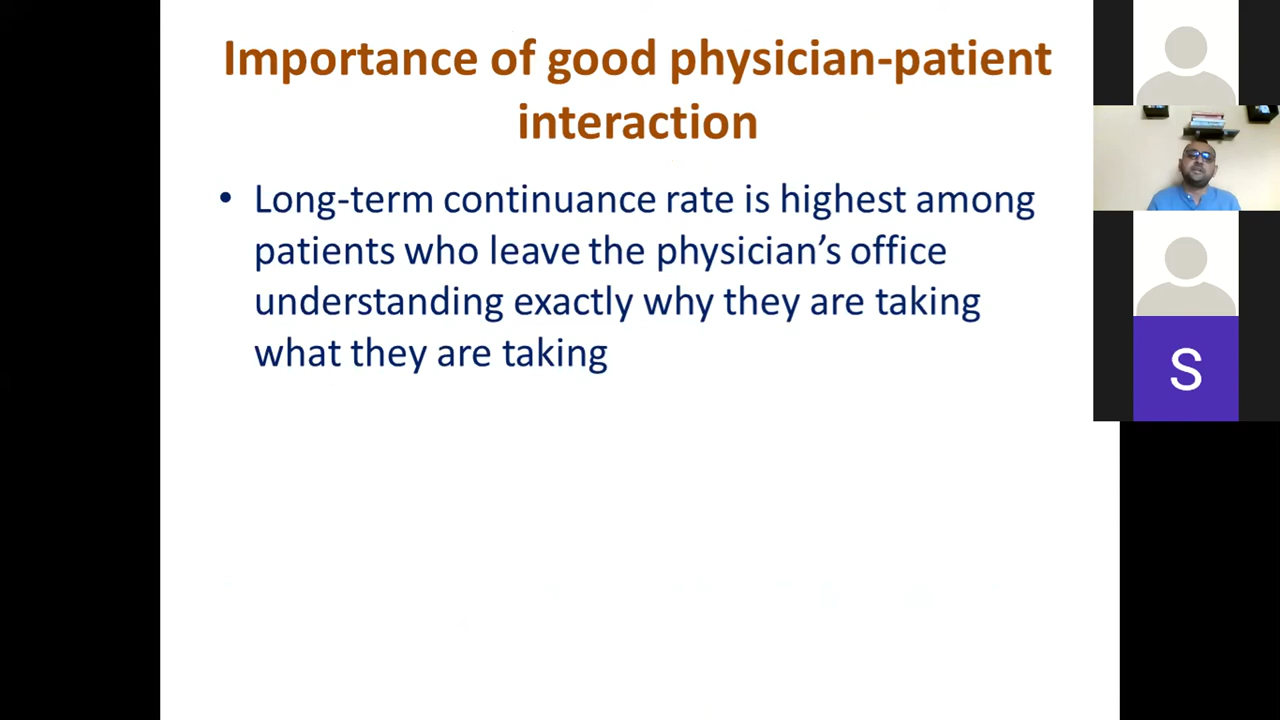 Importance of good physician-patient
interaction
• Long-term continuance rate is highest among
patients who leave the physician’s office
understanding exactly why they are taking
what they are taking
S